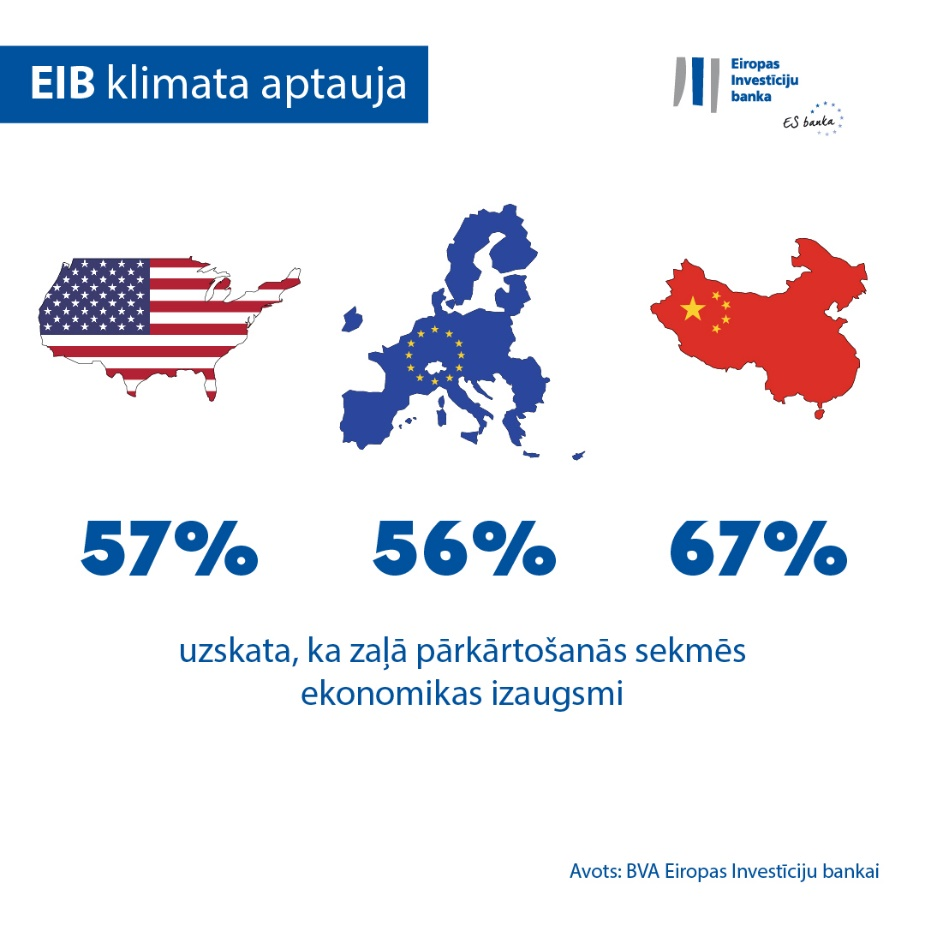 EIB klimata aptauja
Eiropas
Investīciju
banka
ES banka
57% 56% 67%
uzskata, ka zaļā pārkārtošanās sekmēs
ekonomikas izaugsmi
Avots: BVA Eiropas Investīciju bankai